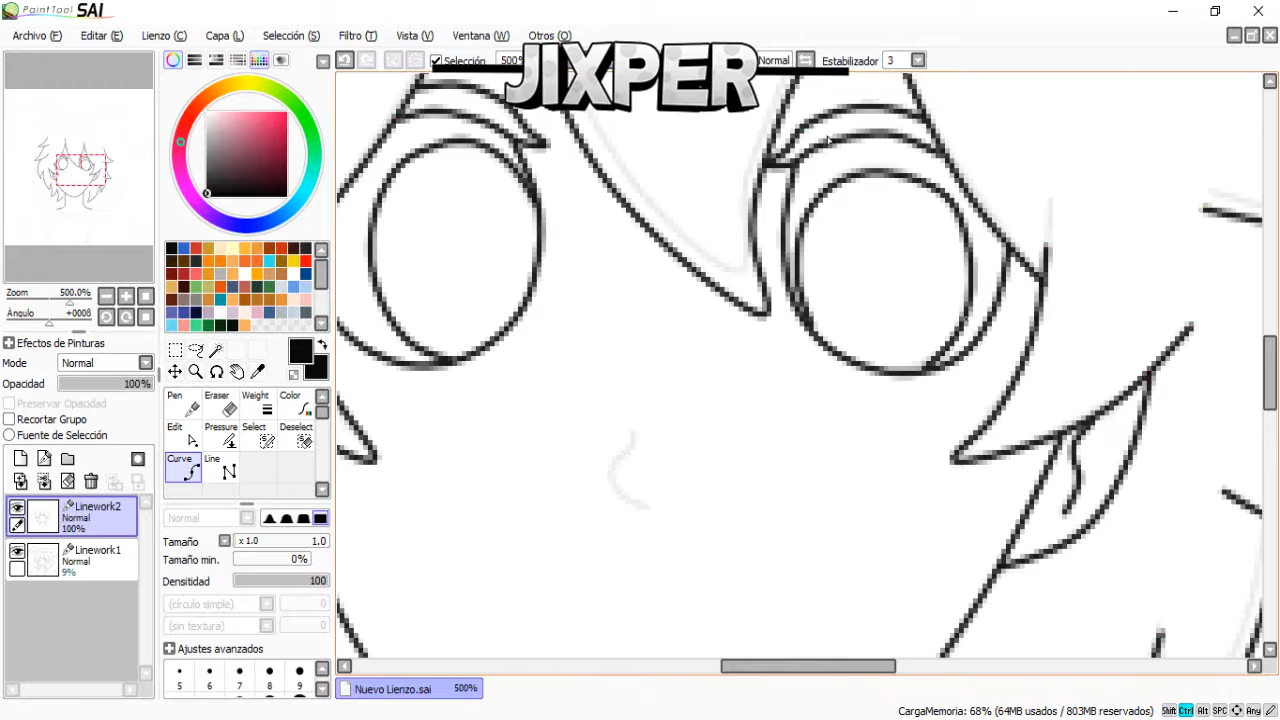 PaintTool SAI
Archivo (F) Editar (E) Lienzo (C) Capa (L) Selección (S) Filtro (T) Vista (V) Ventana (W) Otros (O)
Selección 500% Normal Estabilizador 3
JIXPER
Zoom 500.0%
Ángulo +000ß
Efectos de Pinturas
Modo Normal
Opacidad 100%
Preservar Opacidad
Recortar Grupo
Fuente de Selección
Linework2
Normal
100%
Linework1
Normal
9%
Pen Eraser Weight Color
Edit Pressure Select Deselect
Curve Line
Normal
Tamaño x 1.0 1.0
Tamaño min. 0%
Densitidad 100
(círculo simple) 0
(sin textura) 0
Ajustes avanzados
5 6 7 8 9
Nuevo Lienzo.sai 500%
CargaMemoria: 68% (64MB usados / 803MB reservados) Shift Ctrl Alt SPC Any